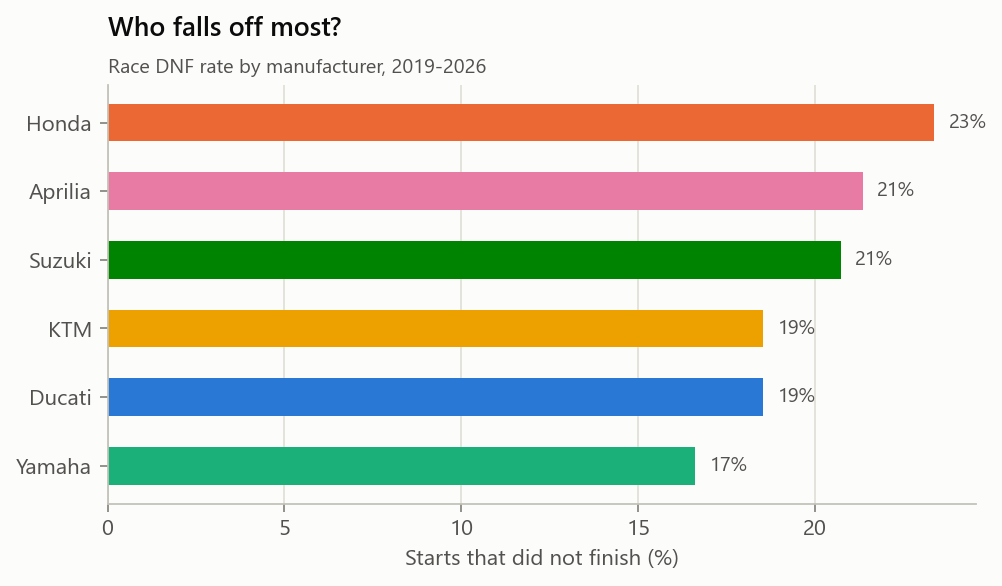 Who falls off most?
Race DNF rate by manufacturer, 2019-2026
Honda 23%
Aprilia 21%
Suzuki 21%
KTM 19%
Ducati 19%
Yamaha 17%
0 5 10 15 20
Starts that did not finish (%)